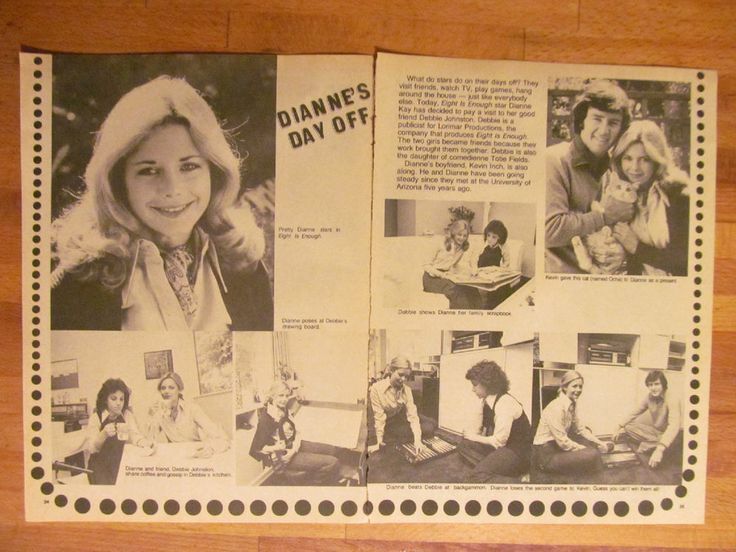 DIANNE'S
DAY OFF
What do stars do on their days off? They
visit friends, watch TV, play games, hang
around the house — just like everybody
else. Today, Eight Is Enough star Dianne
Kay has decided to pay a visit to her good
friend Debbie Johnston. Debbie is a
publicist for Lorimar Productions, the
company that produces Eight is Enough.
The two girls became friends because their
work brought them together. Debbie is also
the daughter of comedienne Totie Fields.
Dianne's boyfriend, Kevin Inch, is also
along. He and Dianne have been going
steady since they met at the University of
Arizona five years ago.
Pretty Dianne stars in
Eight Is Enough.
Kevin gave this cat (named Ochie) to Dianne as a present.
Debbie shows Dianne her family scrapbook.
Dianne poses at Debbie's
drawing board.
Dianne and friend, Debbie Johnston,
share coffee and gossip in Debbie's kitchen.
Dianne beats Debbie at backgammon. Dianne loses the second game to Kevin. Guess you can't win them all!
34
35